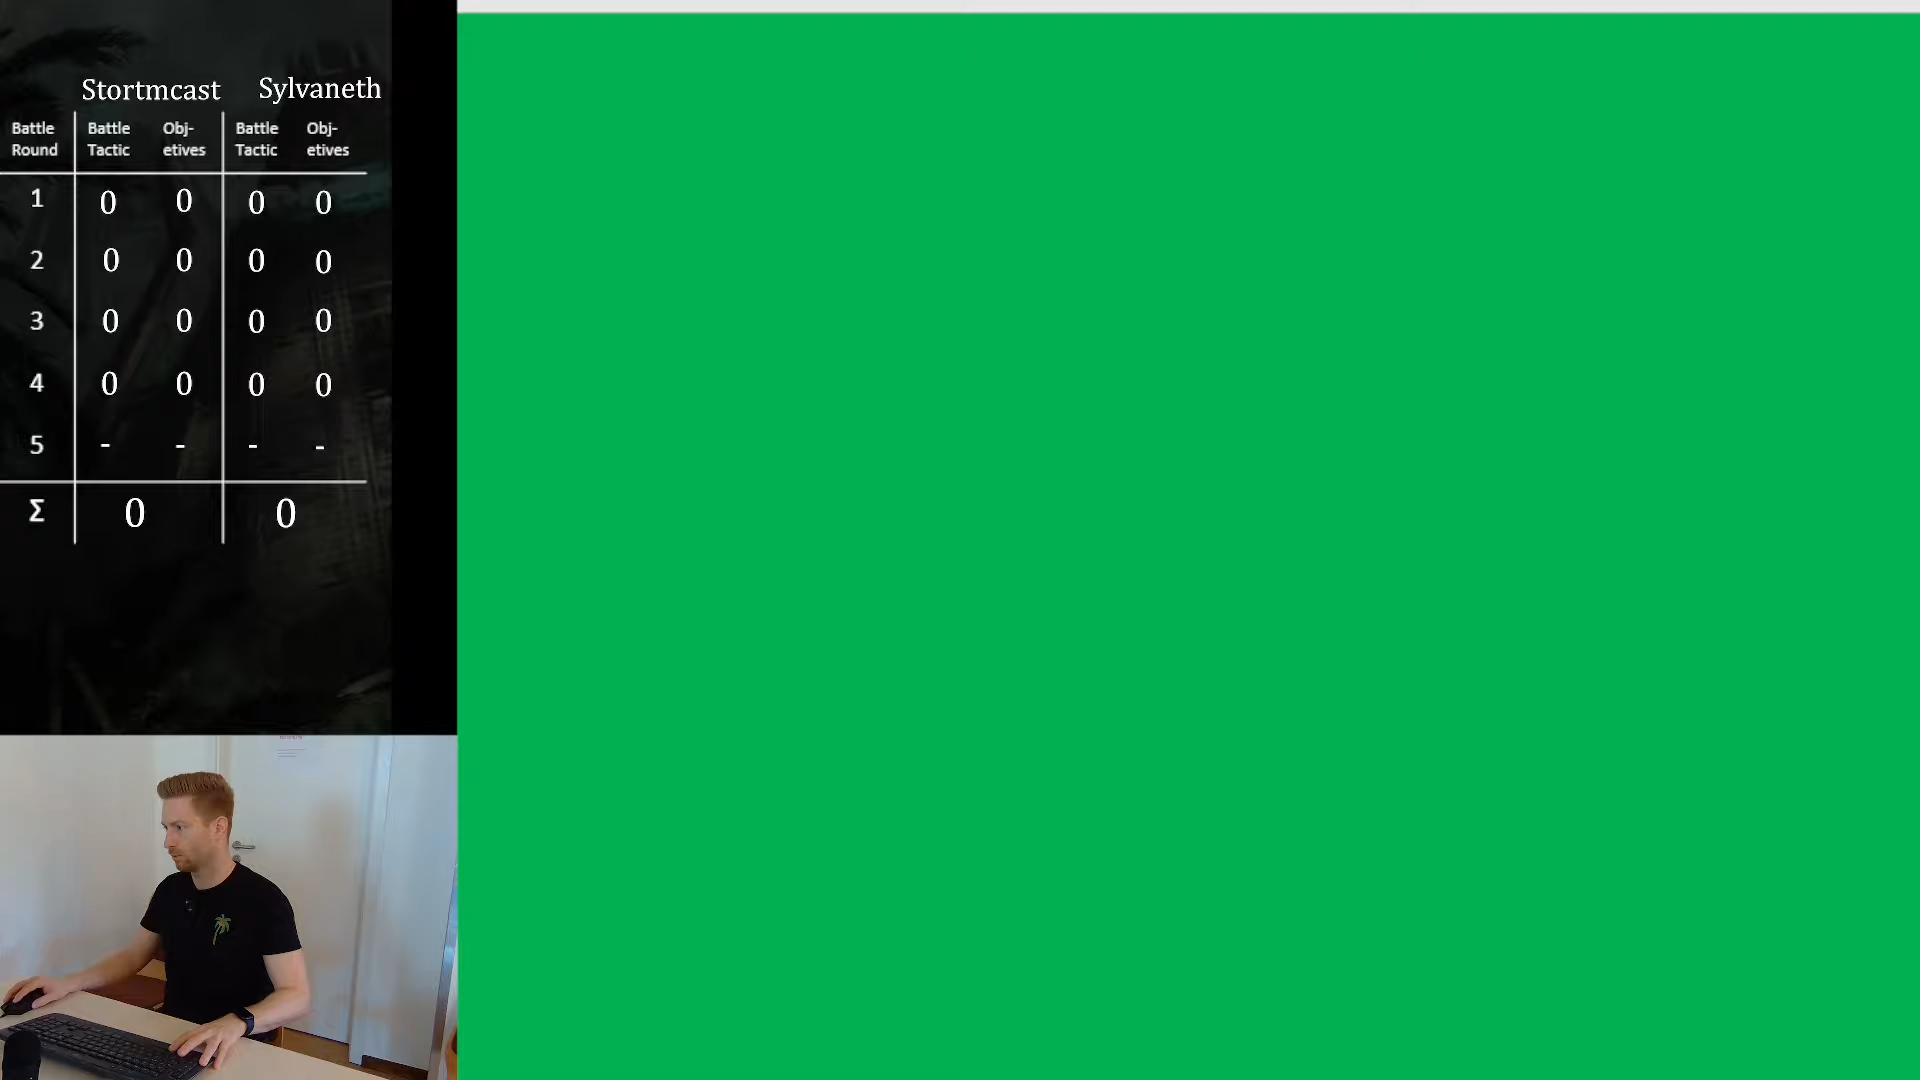 Stortmcast Sylvaneth
Battle Battle Obj- Battle Obj-
Round Tactic etives Tactic etives
1 0 0 0 0
2 0 0 0 0
3 0 0 0 0
4 0 0 0 0
5 - - - -
Σ 0 0